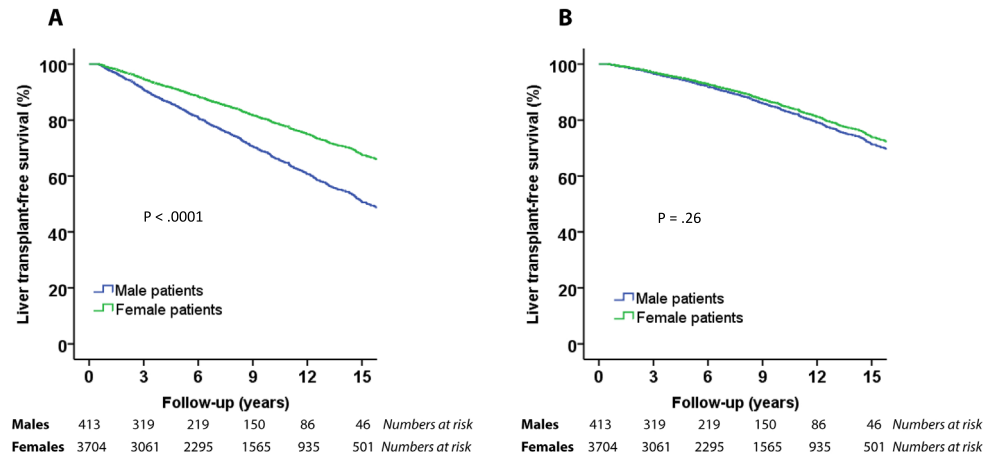 A
Liver transplant-free survival (%)
100
80
60
40
20
0
P < .0001
Male patients
Female patients
0 3 6 9 12 15
Follow-up (years)
Males 413 319 219 150 86 46 Numbers at risk
Females 3704 3061 2295 1565 935 501 Numbers at risk
B
Liver transplant-free survival (%)
100
80
60
40
20
0
P = .26
Male patients
Female patients
0 3 6 9 12 15
Follow-up (years)
Males 413 319 219 150 86 46 Numbers at risk
Females 3704 3061 2295 1565 935 501 Numbers at risk